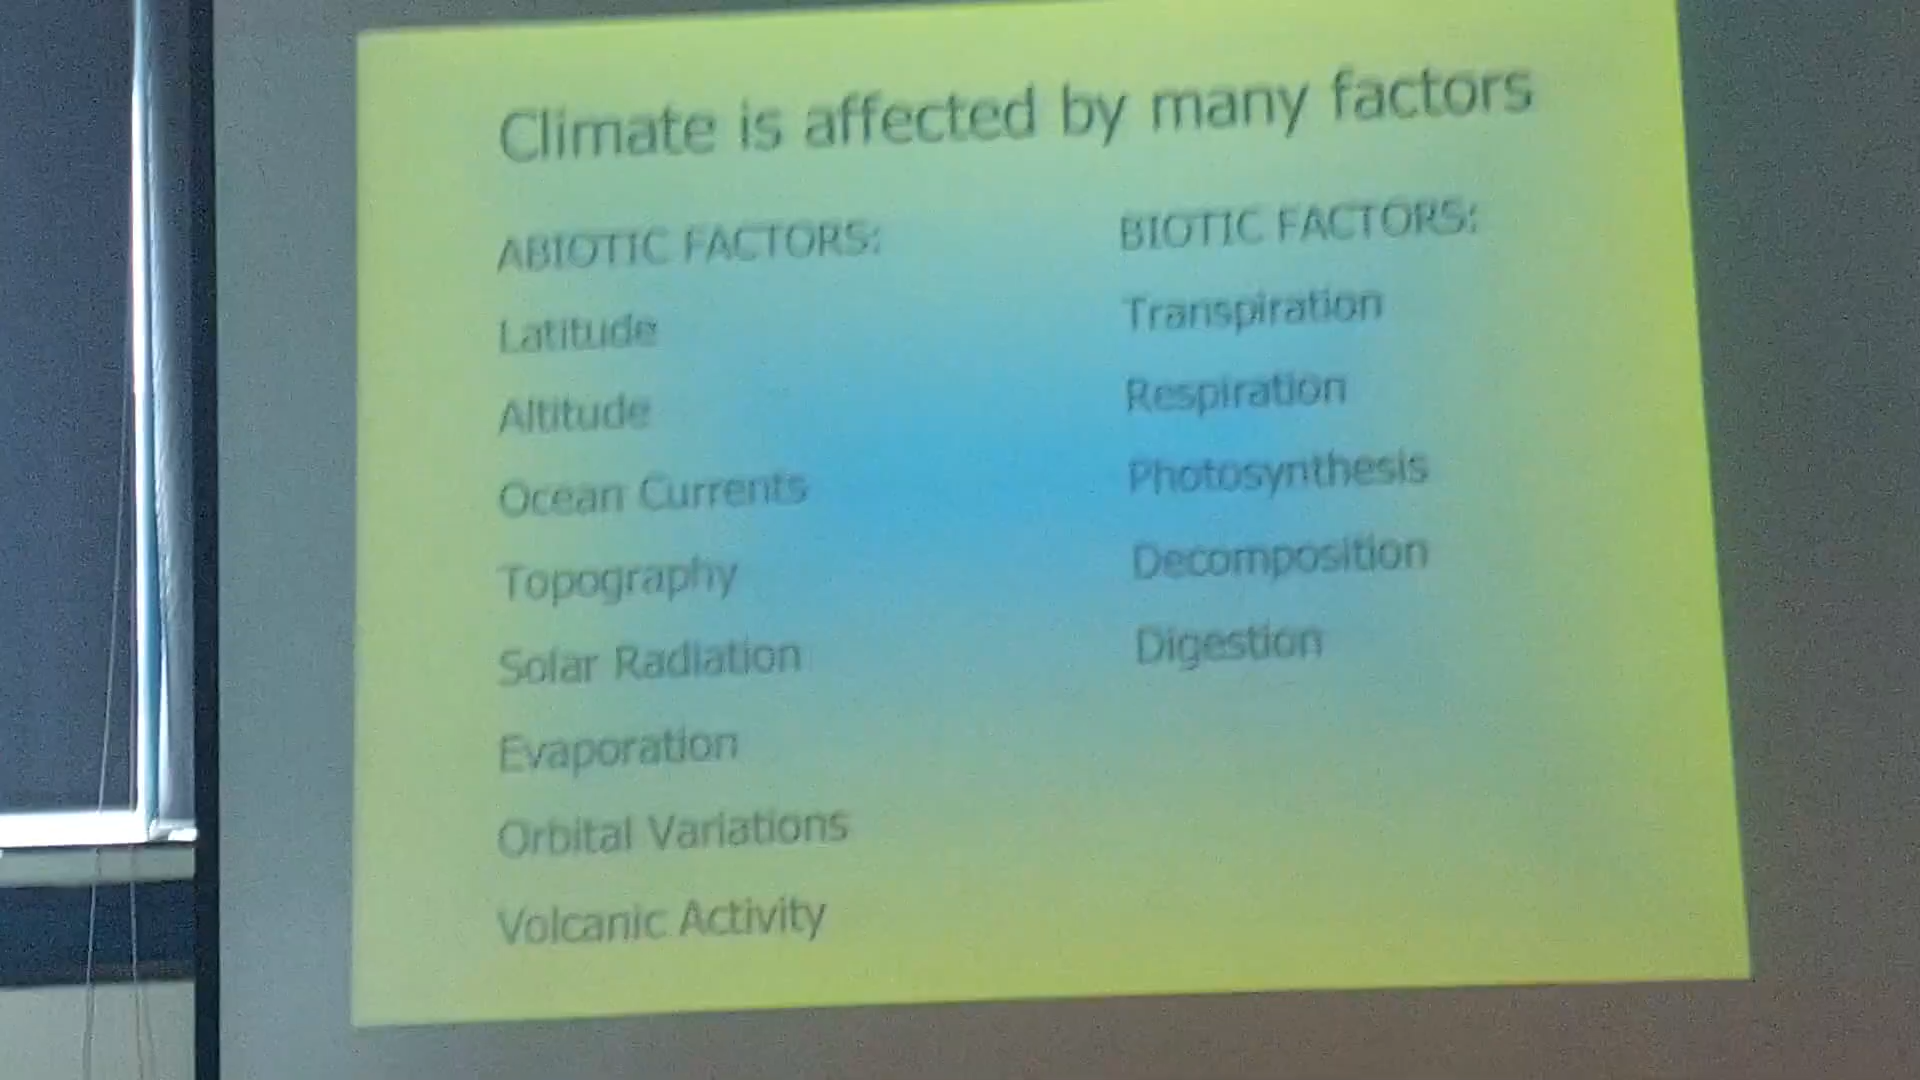 Climate is affected by many factors
ABIOTIC FACTORS:
Latitude
Altitude
Ocean Currents
Topography
Solar Radiation
Evaporation
Orbital Variations
Volcanic Activity
BIOTIC FACTORS:
Transpiration
Respiration
Photosynthesis
Decomposition
Digestion